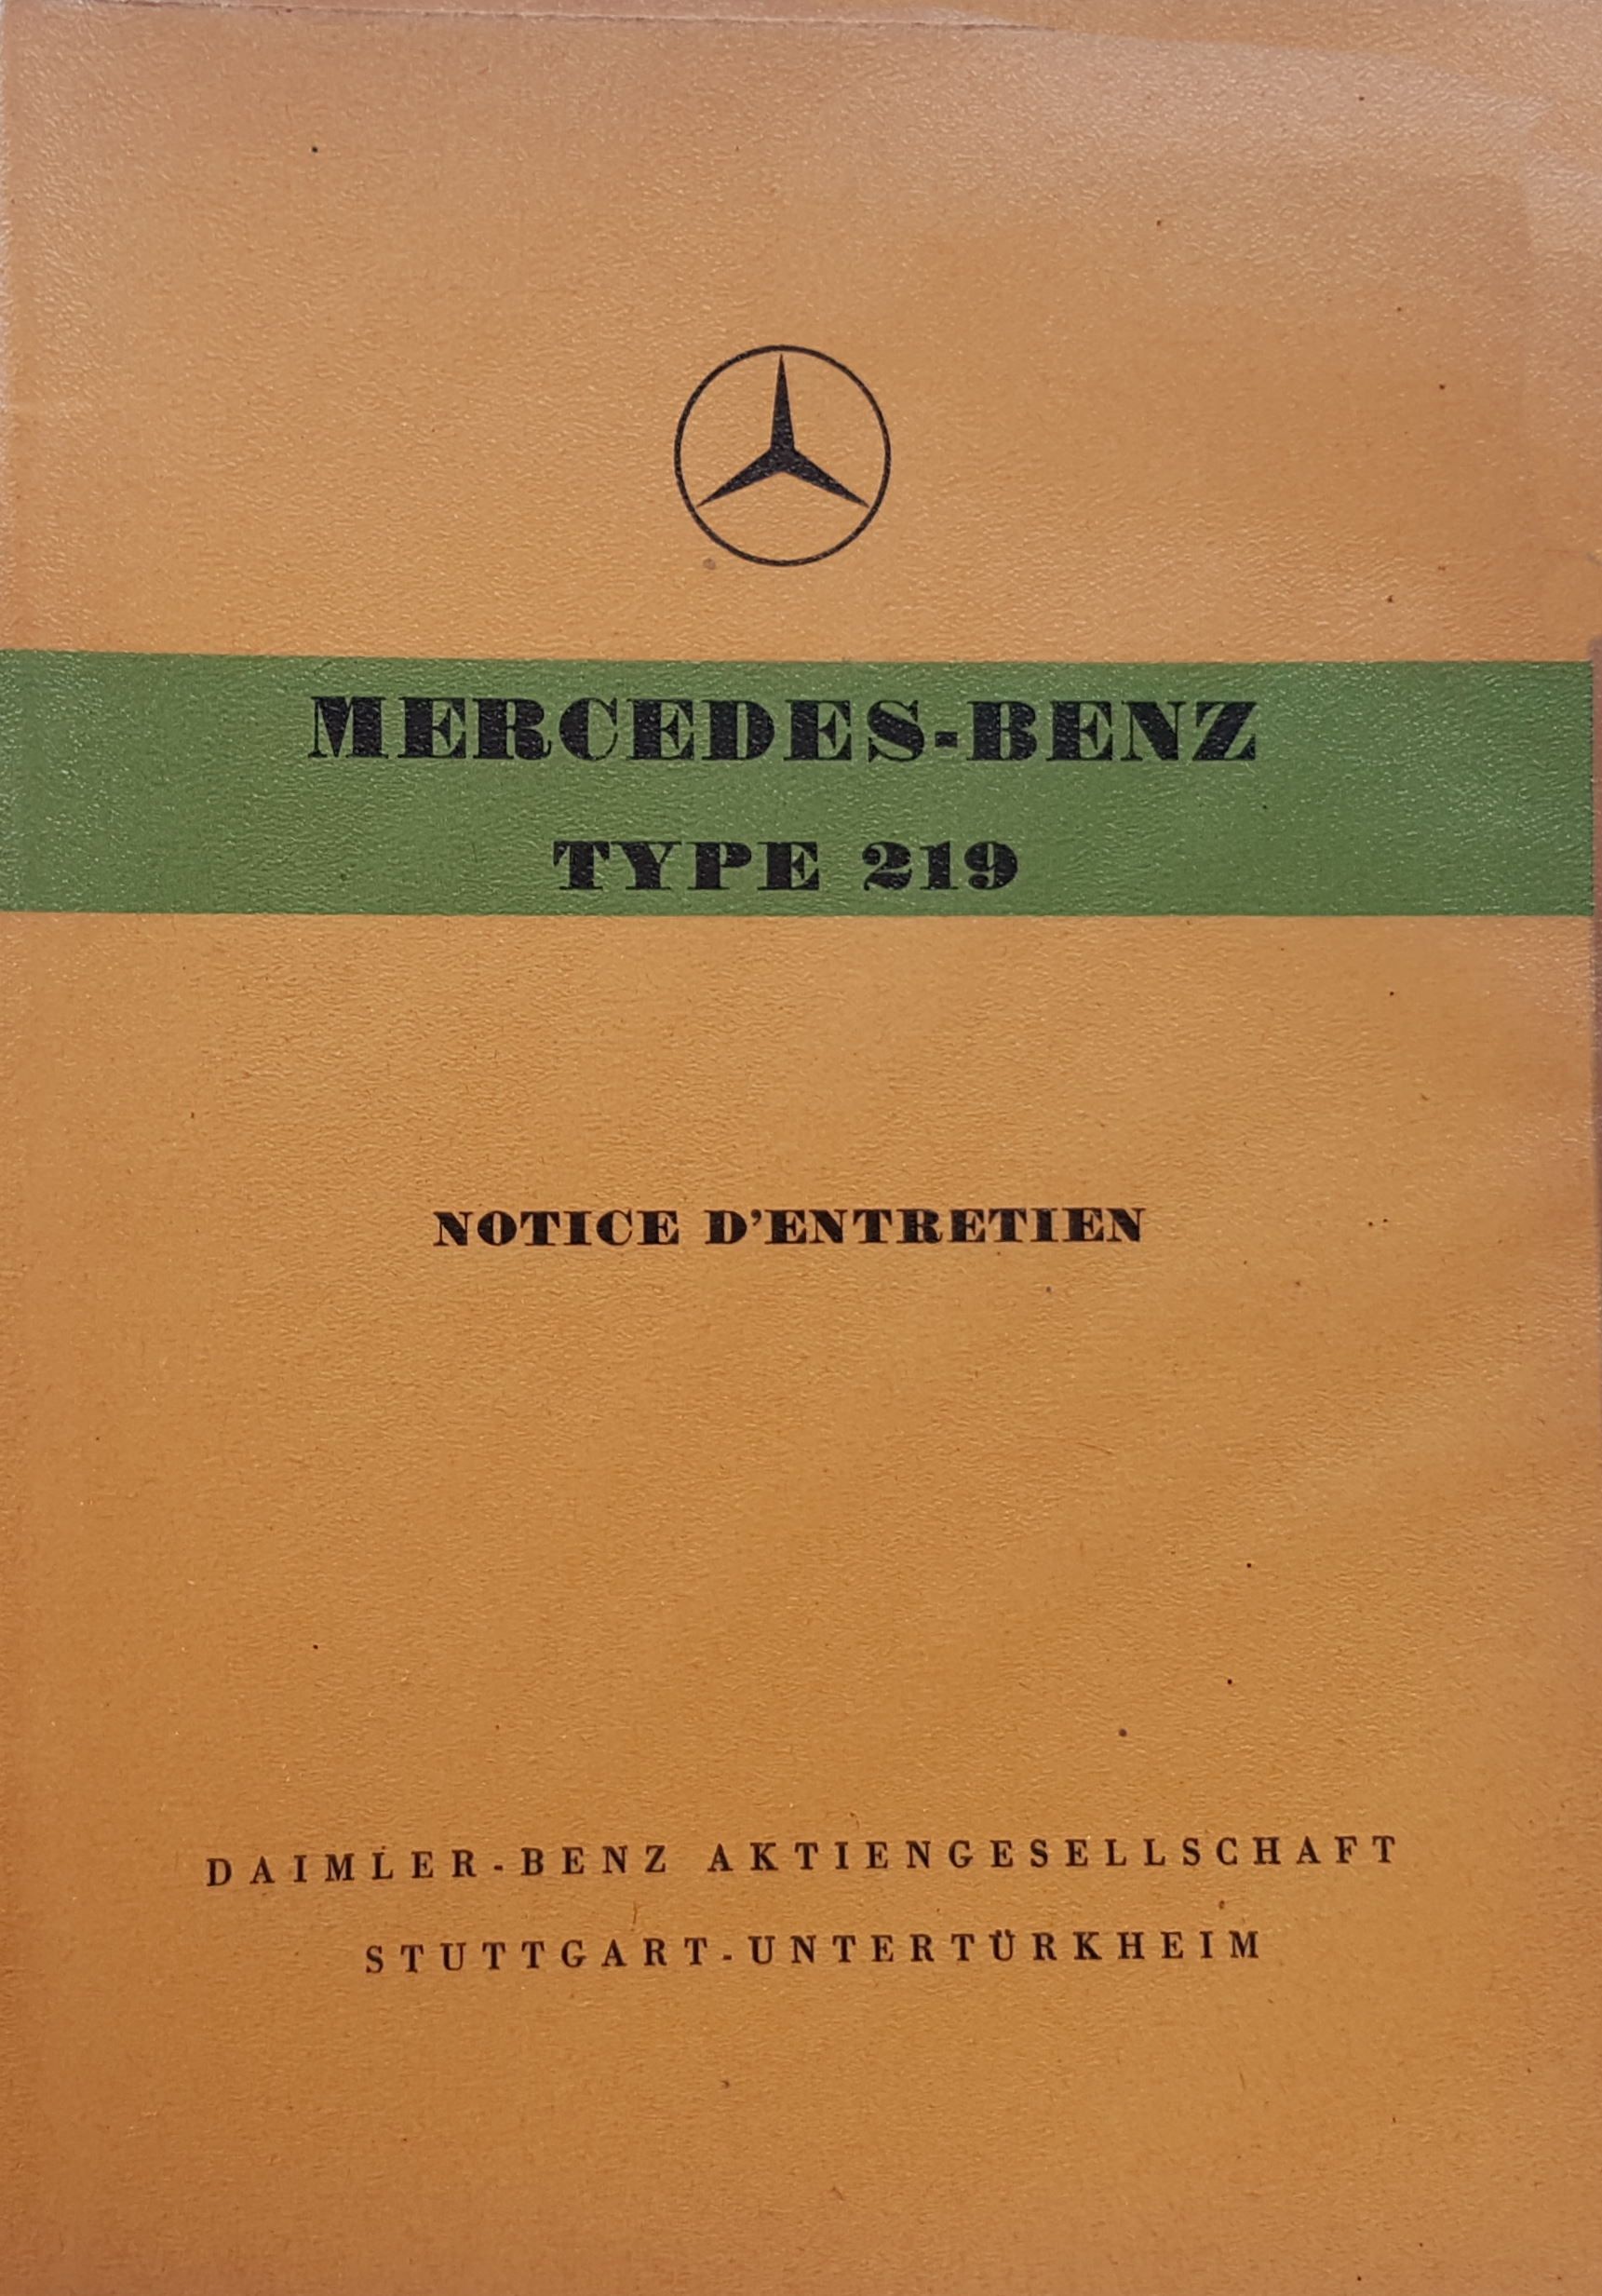 MERCEDES-BENZ
TYPE 219
NOTICE D'ENTRETIEN
DAIMLER-BENZ AKTIENGESELLSCHAFT
STUTTGART-UNTERTÜRKHEIM